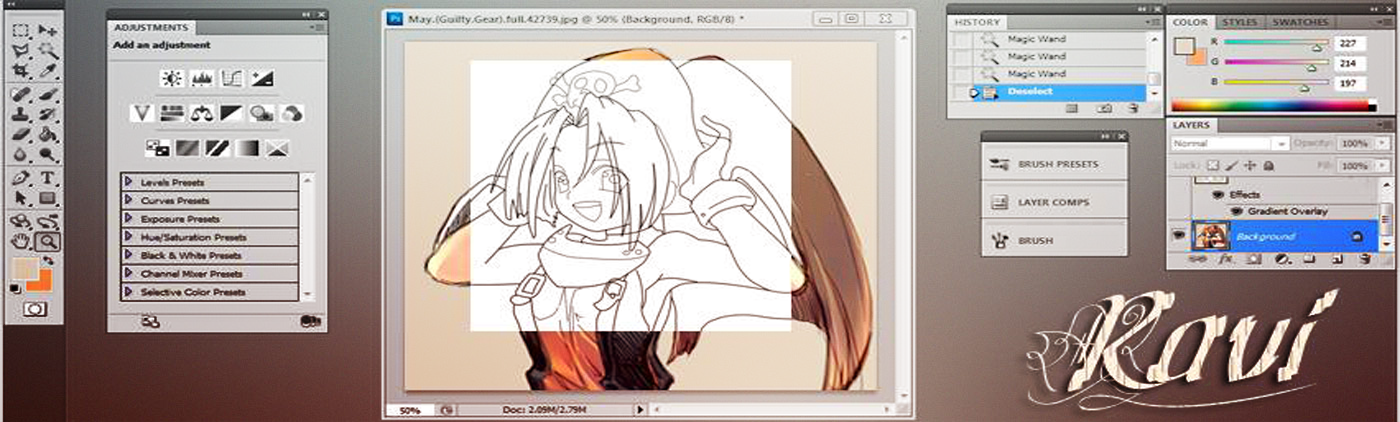 ADJUSTMENTS
Add an adjustment
Levels Presets
Curves Presets
Exposure Presets
Hue/Saturation Presets
Black & White Presets
Channel Mixer Presets
Selective Color Presets
T
Ps
May.(Guilty.Gear).full.42739.jpg @ 50% (Background, RGB/8) *
50%
Doc: 2.09M/2.79M
HISTORY
Magic Wand
Magic Wand
Magic Wand
Deselect
BRUSH PRESETS
LAYER COMPS
BRUSH
COLOR STYLES SWATCHES
R 227
G 214
B 197
LAYERS
Normal Opacity: 100%
Lock: Fill: 100%
Effects
Gradient Overlay
Background
fx
Ravi